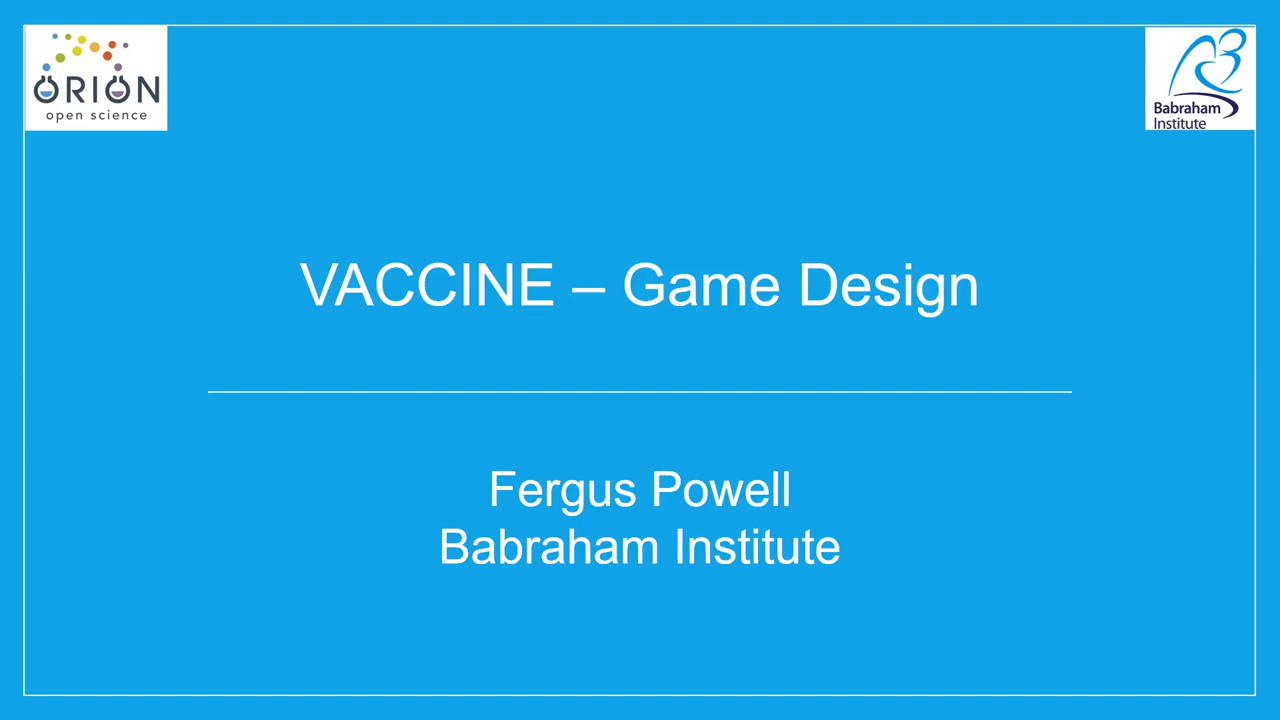 ORION
open science
Babraham
Institute
VACCINE – Game Design
Fergus Powell
Babraham Institute